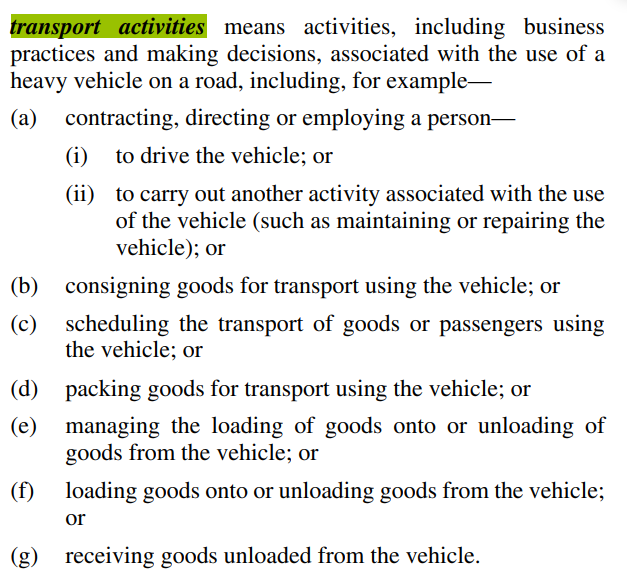 transport activities means activities, including business
practices and making decisions, associated with the use of a
heavy vehicle on a road, including, for example—
(a) contracting, directing or employing a person—
(i) to drive the vehicle; or
(ii) to carry out another activity associated with the use
of the vehicle (such as maintaining or repairing the
vehicle); or
(b) consigning goods for transport using the vehicle; or
(c) scheduling the transport of goods or passengers using
the vehicle; or
(d) packing goods for transport using the vehicle; or
(e) managing the loading of goods onto or unloading of
goods from the vehicle; or
(f) loading goods onto or unloading goods from the vehicle;
or
(g) receiving goods unloaded from the vehicle.